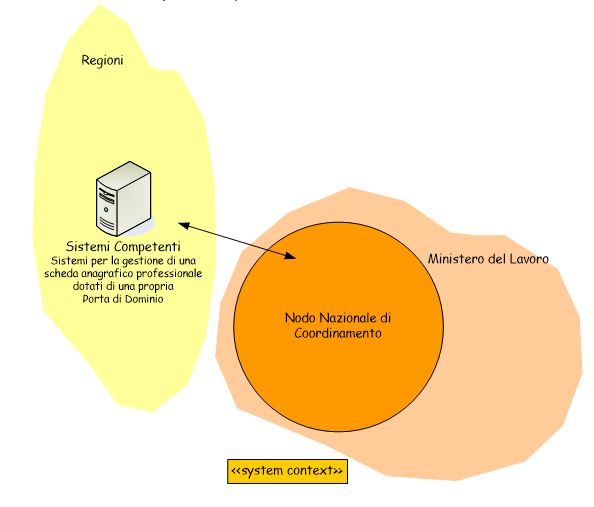 Regioni
Sistemi Competenti
Sistemi per la gestione di una
scheda anagrafico professionale
dotati di una propria
Porta di Dominio
Ministero del Lavoro
Nodo Nazionale di
Coordinamento
<<system context>>